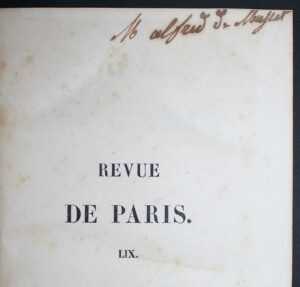 M alfred de Musset
REVUE
DE PARIS.
LIX.